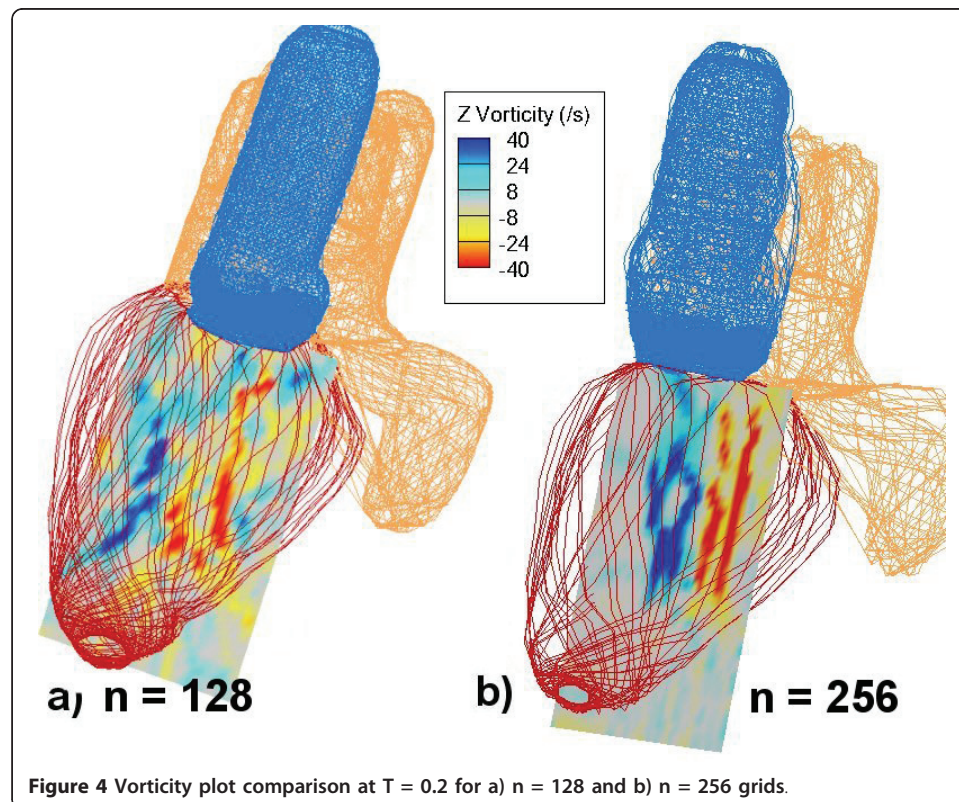 Z Vorticity (/s)
40
24
8
-8
-24
-40
a) n = 128
b) n = 256
Figure 4 Vorticity plot comparison at T = 0.2 for a) n = 128 and b) n = 256 grids.